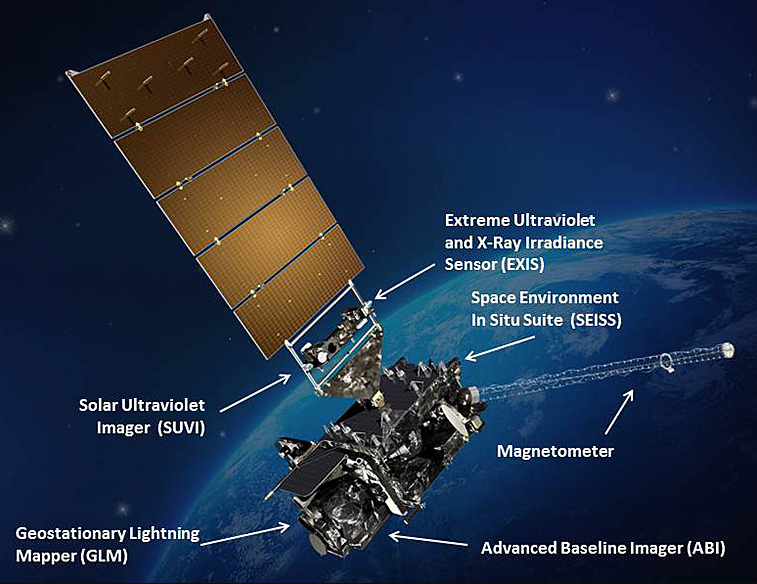 Extreme Ultraviolet
and X-Ray Irradiance
Sensor (EXIS)
Space Environment
In Situ Suite (SEISS)
Solar Ultraviolet
Imager (SUVI)
Magnetometer
Geostationary Lightning
Mapper (GLM)
Advanced Baseline Imager (ABI)